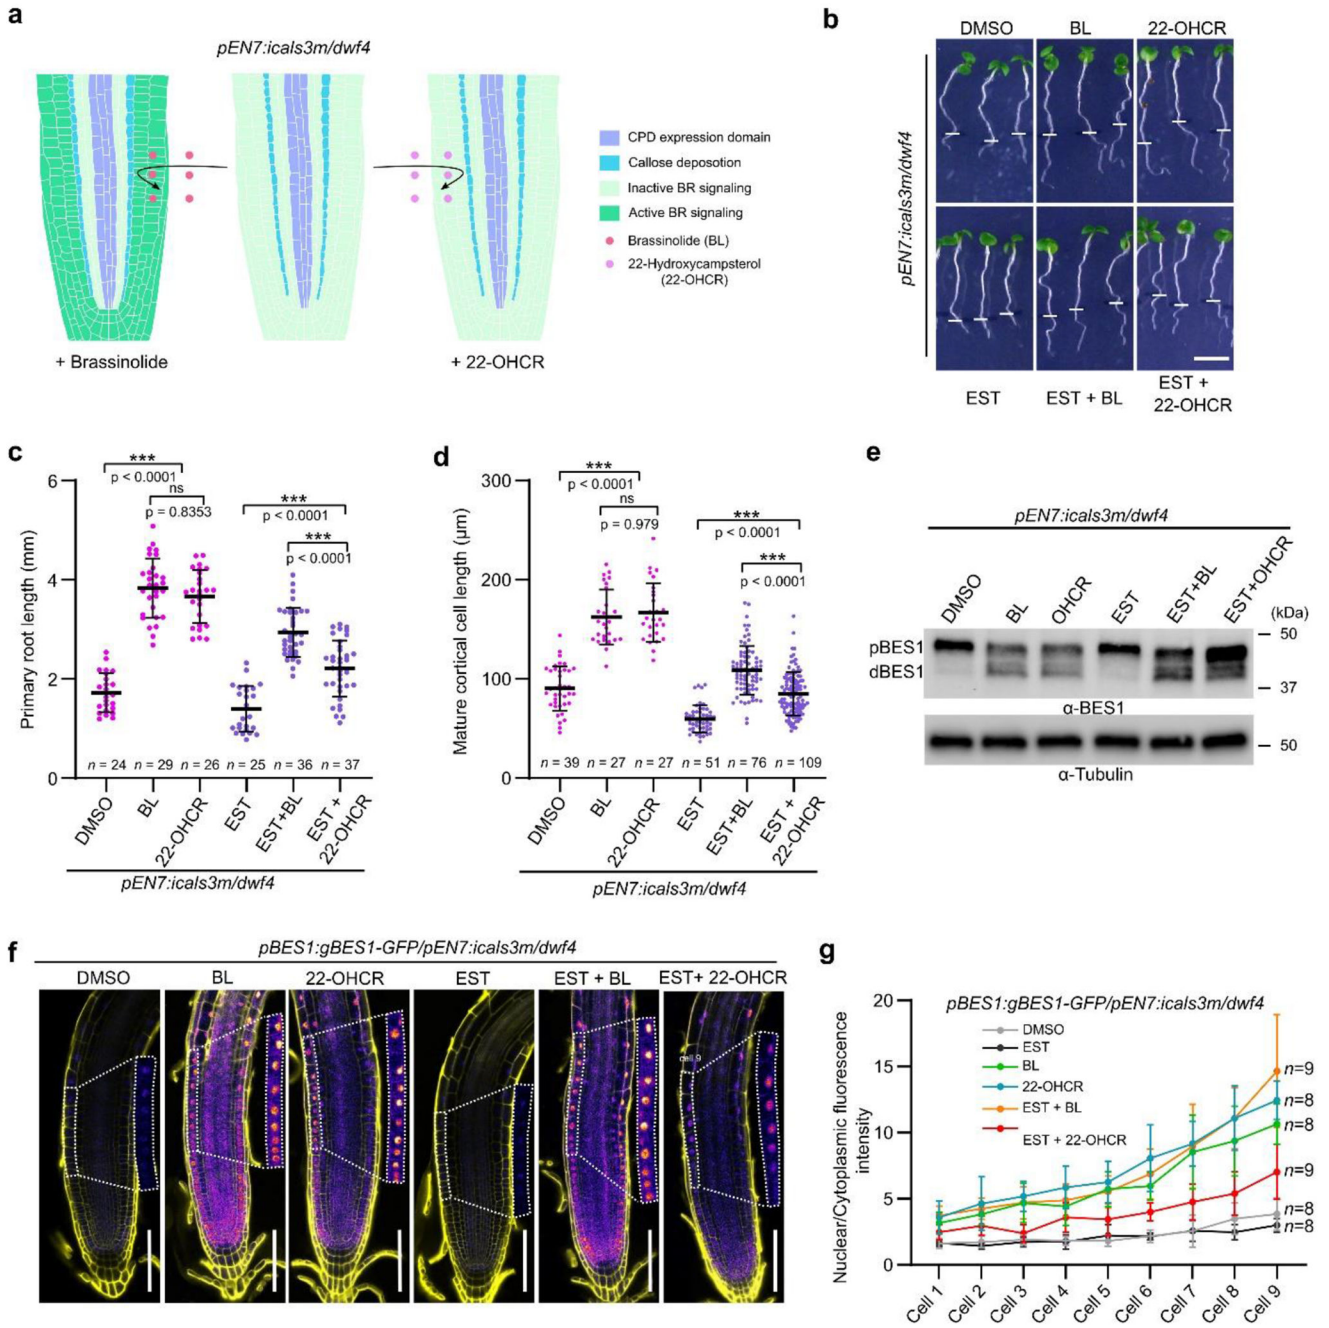 a
pEN7:icals3m/dwf4
+ Brassinolide
+ 22-OHCR
CPD expression domain
Callose depostion
Inactive BR signaling
Active BR signaling
Brassinolide (BL)
22-Hydroxycampsterol
(22-OHCR)
b
DMSO BL 22-OHCR
pEN7:icals3m/dwf4
EST EST + BL EST +
22-OHCR
c
Primary root length (mm)
6
4
2
0
***
p < 0.0001
ns
p = 0.8353
***
p < 0.0001
***
p < 0.0001
n = 24 n = 29 n = 26 n = 25 n = 36 n = 37
DMSO
BL
22-OHCR
EST
EST+BL
EST +
22-OHCR
pEN7:icals3m/dwf4
d
Mature cortical cell length (μm)
300
200
100
0
***
p < 0.0001
ns
p = 0.979
***
p < 0.0001
***
p < 0.0001
n = 39 n = 27 n = 27 n = 51 n = 76 n = 109
DMSO
BL
22-OHCR
EST
EST+BL
EST +
22-OHCR
pEN7:icals3m/dwf4
e
pEN7:icals3m/dwf4
DMSO
BL
OHCR
EST
EST+BL
EST+OHCR
(kDa)
pBES1
dBES1
50
37
α-BES1
50
α-Tubulin
f
pBES1:gBES1-GFP/pEN7:icals3m/dwf4
DMSO BL 22-OHCR EST EST + BL EST+ 22-OHCR
cell 9
g
pBES1:gBES1-GFP/pEN7:icals3m/dwf4
Nuclear/Cytoplasmic fluorescence
intensity
20
15
10
5
0
DMSO
EST
BL
22-OHCR
EST + BL
EST + 22-OHCR
n=9
n=8
n=8
n=9
n=8
n=8
Cell 1
Cell 2
Cell 3
Cell 4
Cell 5
Cell 6
Cell 7
Cell 8
Cell 9